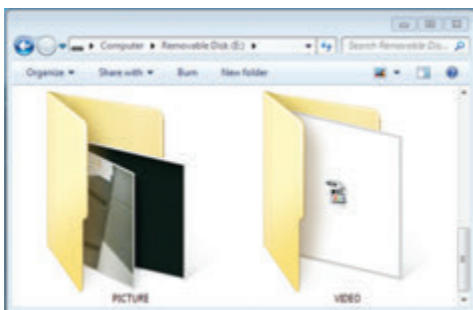 Computer ▸ Removable Disk (E:) ▸
Search Removable Dis...
Organize ▾ Share with ▾ Burn New folder
PICTURE VIDEO